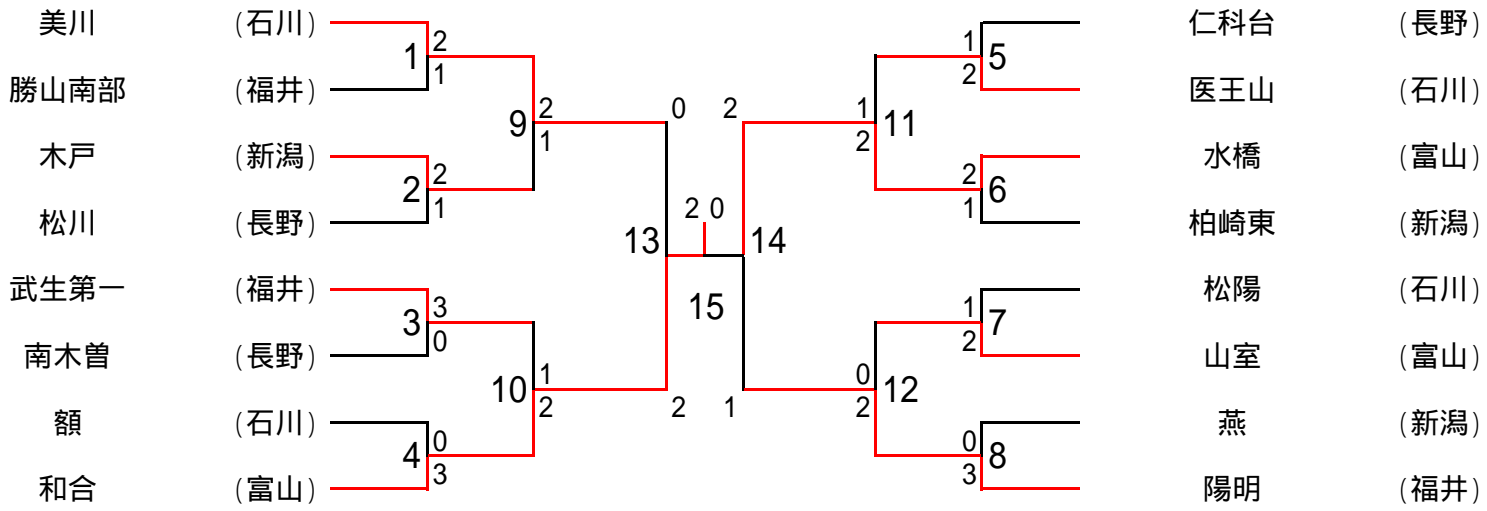 美川 (石川) 仁科台 (長野)
1 2 1 5
1 2
勝山南部 (福井) 医王山 (石川)
9 2 0 2 1 11
1 2
木戸 (新潟) 水橋 (富山)
2 2 2 6
1 1
松川 (長野) 2 0 柏崎東 (新潟)
13 14
武生第一 (福井) 松陽 (石川)
3 3 15 1 7
0 2
南木曽 (長野) 山室 (富山)
10 1 0 12
2 2 1 2
額 (石川) 燕 (新潟)
4 0 0 8
3 3
和合 (富山) 陽明 (福井)